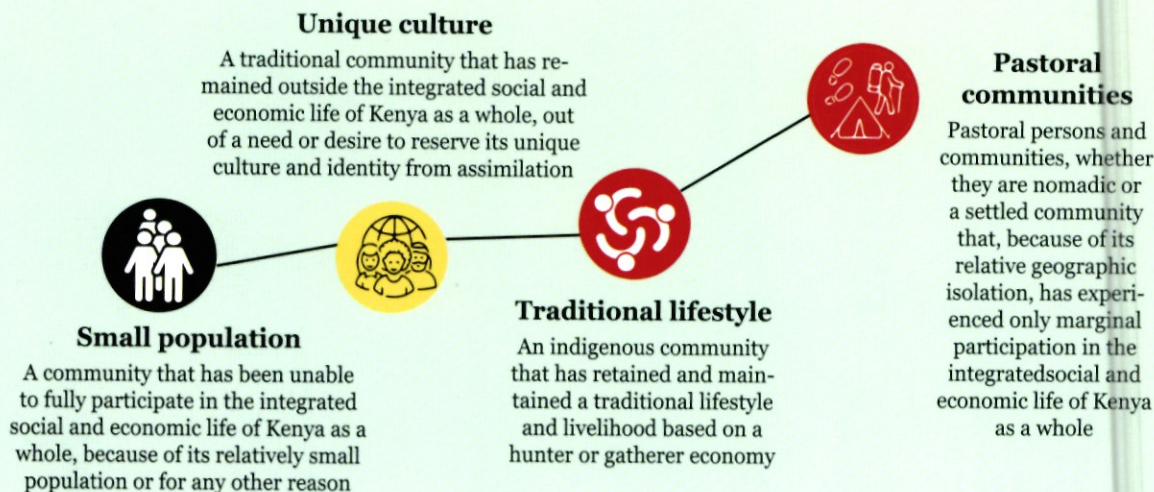 Unique culture
A traditional community that has re-
mained outside the integrated social and
economic life of Kenya as a whole, out
of a need or desire to reserve its unique
culture and identity from assimilation
Small population
A community that has been unable
to fully participate in the integrated
social and economic life of Kenya as a
whole, because of its relatively small
population or for any other reason
Traditional lifestyle
An indigenous community
that has retained and main-
tained a traditional lifestyle
and livelihood based on a
hunter or gatherer economy
Pastoral
communities
Pastoral persons and
communities, whether
they are nomadic or
a settled community
that, because of its
relative geographic
isolation, has experi-
enced only marginal
participation in the
integratedsocial and
economic life of Kenya
as a whole